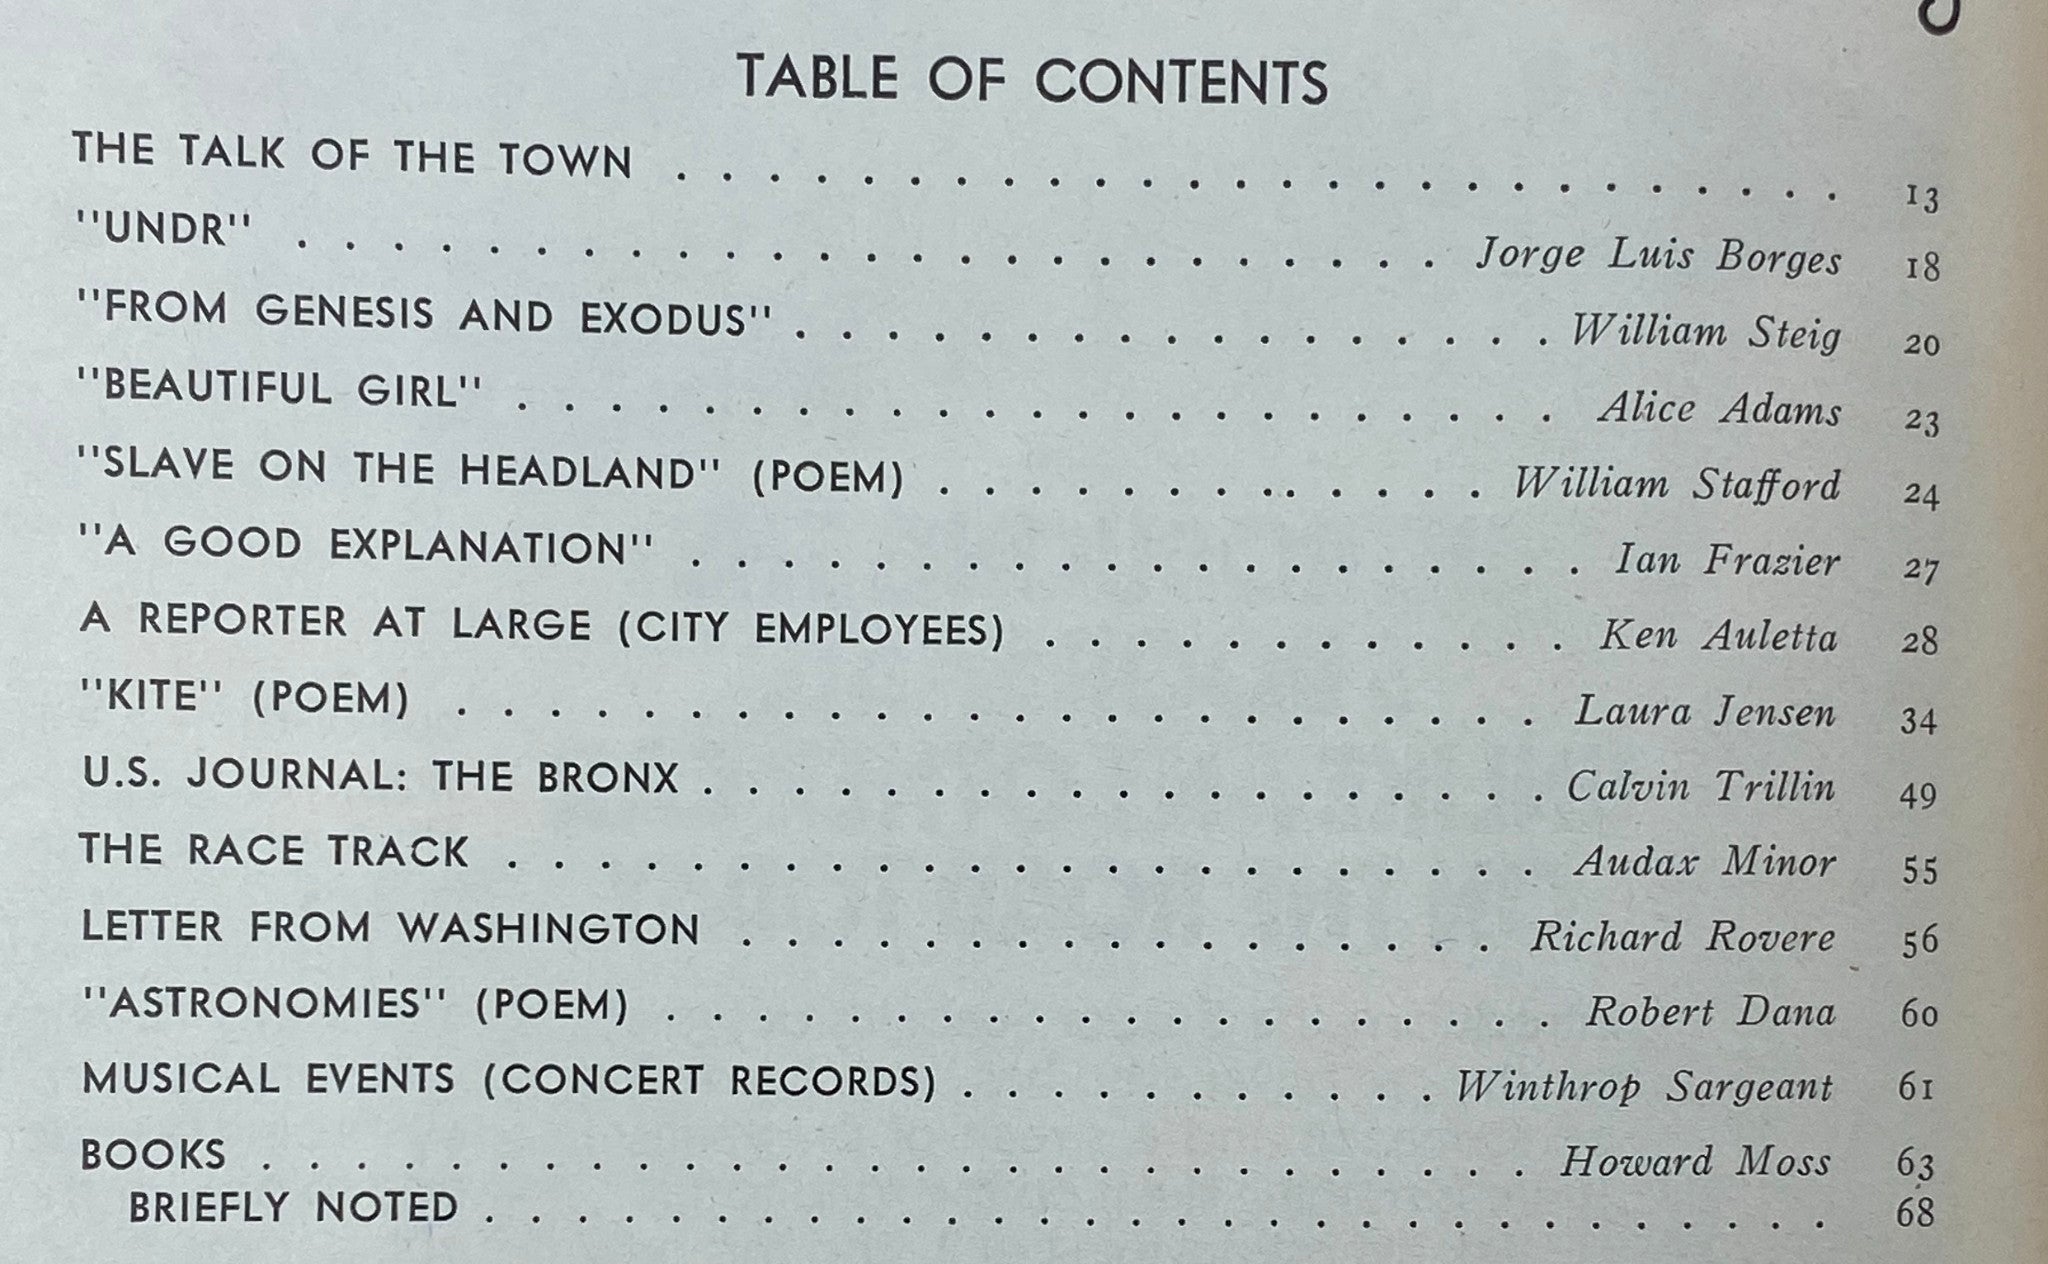 TABLE OF CONTENTS
THE TALK OF THE TOWN . . . . . . . . . . . . . . . . . . . . . . . . . 13
"UNDR" . . . . . . . . . . . . . . . . . . . . . . . . . Jorge Luis Borges 18
"FROM GENESIS AND EXODUS" . . . . . . . . . . . . . . . . . William Steig 20
"BEAUTIFUL GIRL" . . . . . . . . . . . . . . . . . . . . . . . Alice Adams 23
"SLAVE ON THE HEADLAND" (POEM) . . . . . . . . . . . . . William Stafford 24
"A GOOD EXPLANATION" . . . . . . . . . . . . . . . . . . . . Ian Frazier 27
A REPORTER AT LARGE (CITY EMPLOYEES) . . . . . . . . . . . . Ken Auletta 28
"KITE" (POEM) . . . . . . . . . . . . . . . . . . . . . . . . Laura Jensen 34
U.S. JOURNAL: THE BRONX . . . . . . . . . . . . . . . . . . . Calvin Trillin 49
THE RACE TRACK . . . . . . . . . . . . . . . . . . . . . . . Audax Minor 55
LETTER FROM WASHINGTON . . . . . . . . . . . . . . . . . Richard Rovere 56
"ASTRONOMIES" (POEM) . . . . . . . . . . . . . . . . . . . . Robert Dana 60
MUSICAL EVENTS (CONCERT RECORDS) . . . . . . . . . . . Winthrop Sargeant 61
BOOKS . . . . . . . . . . . . . . . . . . . . . . . . . . . . Howard Moss 63
BRIEFLY NOTED . . . . . . . . . . . . . . . . . . . . . . . . . . . . . 68